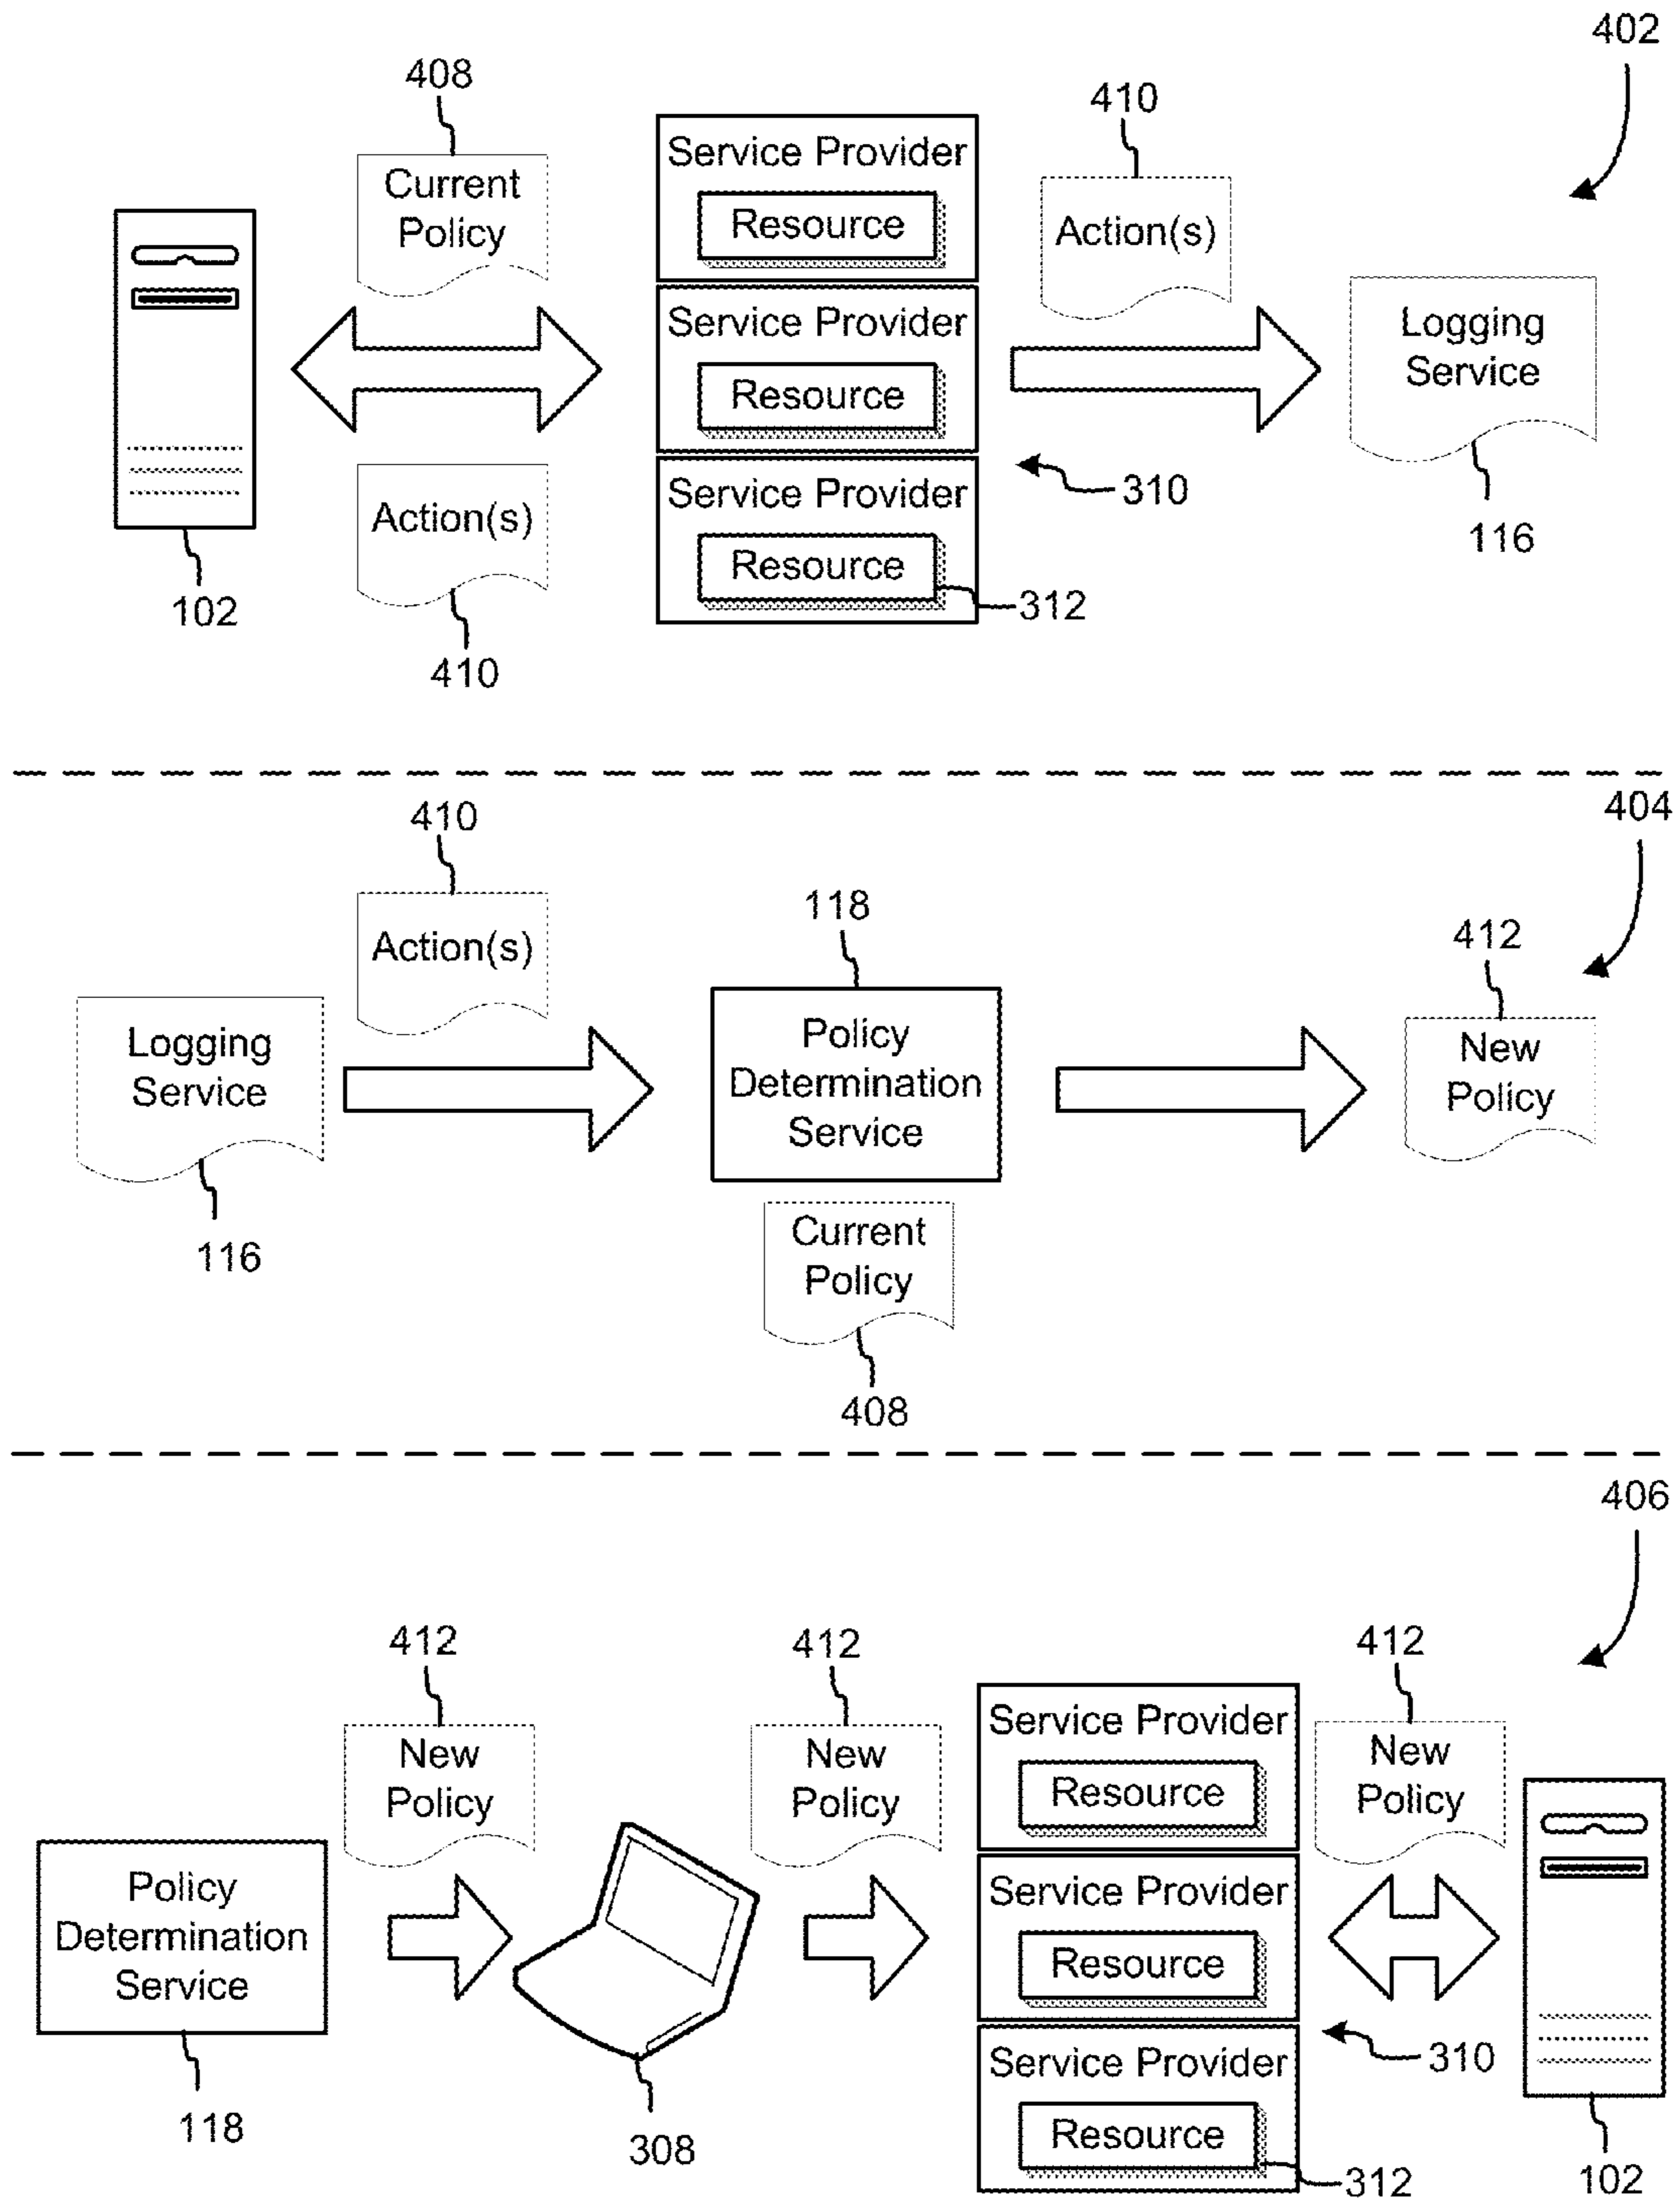 402
408
410
Current
Policy
Service Provider
Resource
Action(s)
Service Provider
Resource
Logging
Service
Action(s)
Service Provider
Resource
310
116
102
312
410
404
410
118
412
Action(s)
Logging
Service
Policy
Determination
Service
New
Policy
116
Current
Policy
408
406
412
412
412
New
Policy
New
Policy
Service Provider
Resource
New
Policy
Policy
Determination
Service
Service Provider
Resource
Service Provider
Resource
310
118
308
312
102